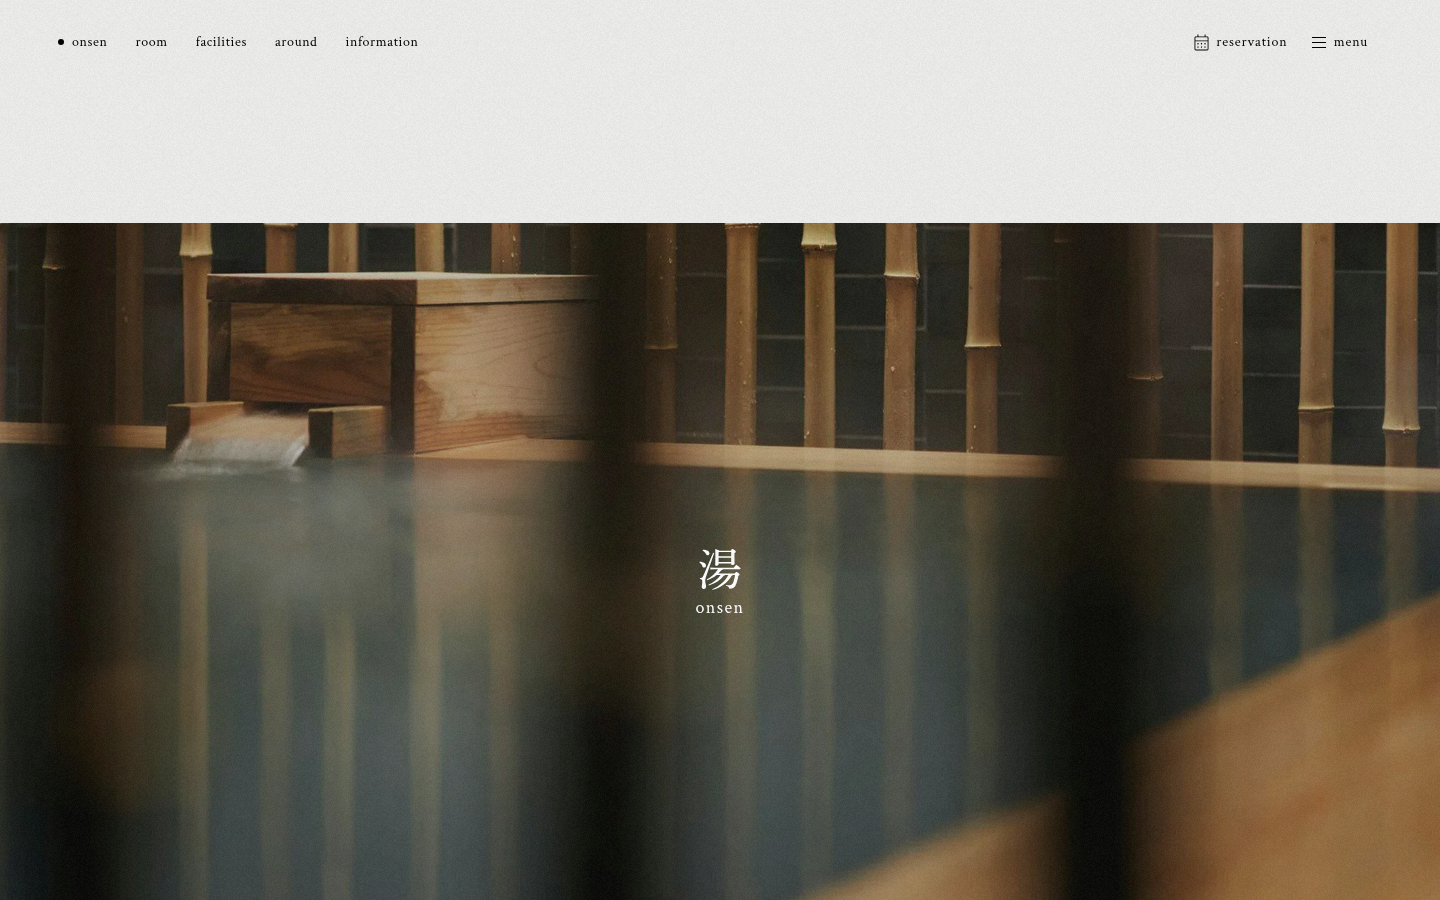 onsen room facilities around information reservation menu
湯
onsen